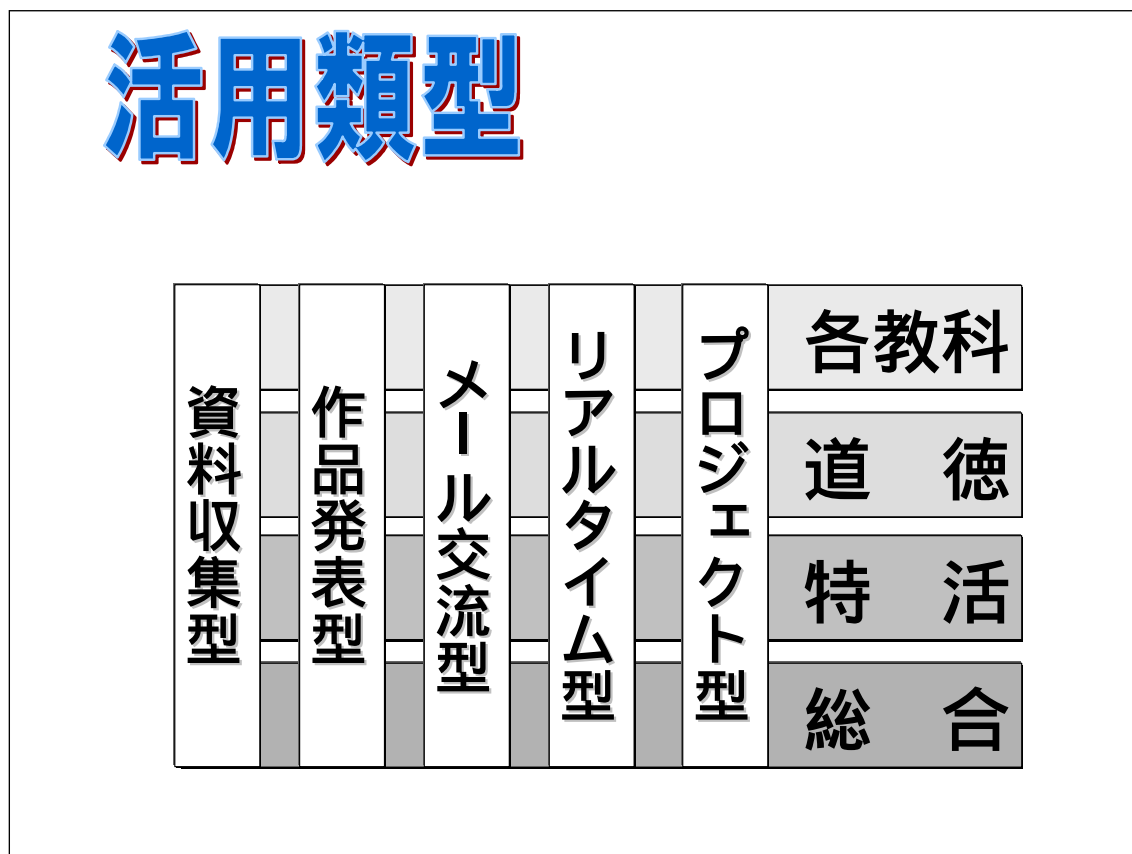 活用類型
資料収集型
作品発表型
メール交流型
リアルタイム型
プロジェクト型
各教科
道　徳
特　活
総　合